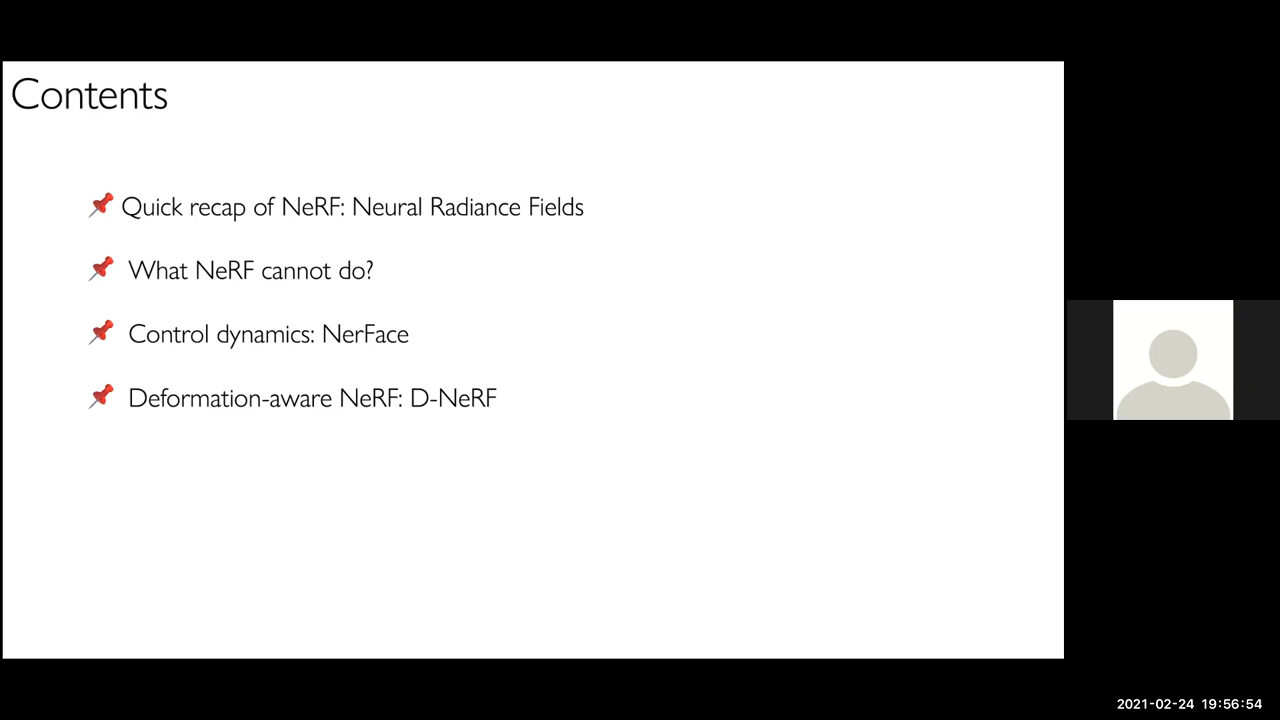 Contents
Quick recap of NeRF: Neural Radiance Fields
What NeRF cannot do?
Control dynamics: NerFace
Deformation-aware NeRF: D-NeRF
2021-02-24 19:56:54